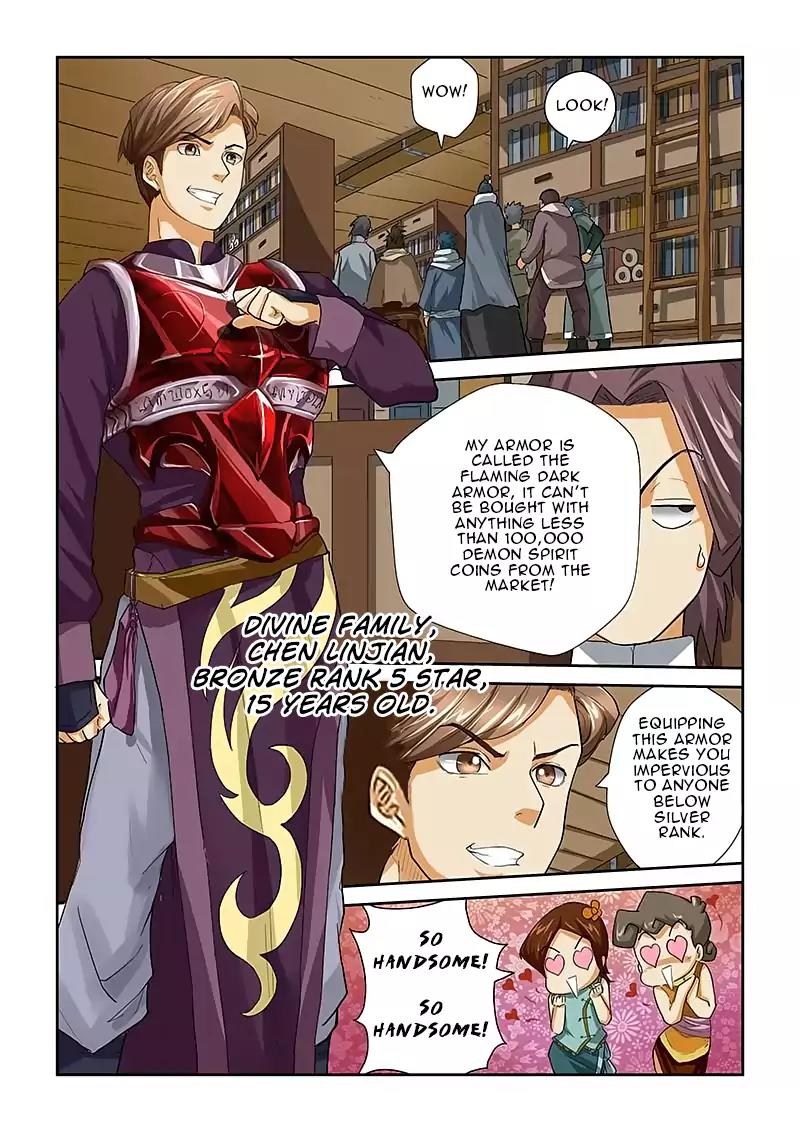 WOW!
LOOK!
MY ARMOR IS
CALLED THE
FLAMING DARK
ARMOR, IT CAN'T
BE BOUGHT WITH
ANYTHING LESS
THAN 100,000
DEMON SPIRIT
COINS FROM THE
MARKET!
DIVINE FAMILY,
CHEN LINJIAN,
BRONZE RANK 5 STAR,
15 YEARS OLD.
EQUIPPING
THIS ARMOR
MAKES YOU
IMPERVIOUS
TO ANYONE
BELOW
SILVER
RANK.
SO
HANDSOME!
SO
HANDSOME!